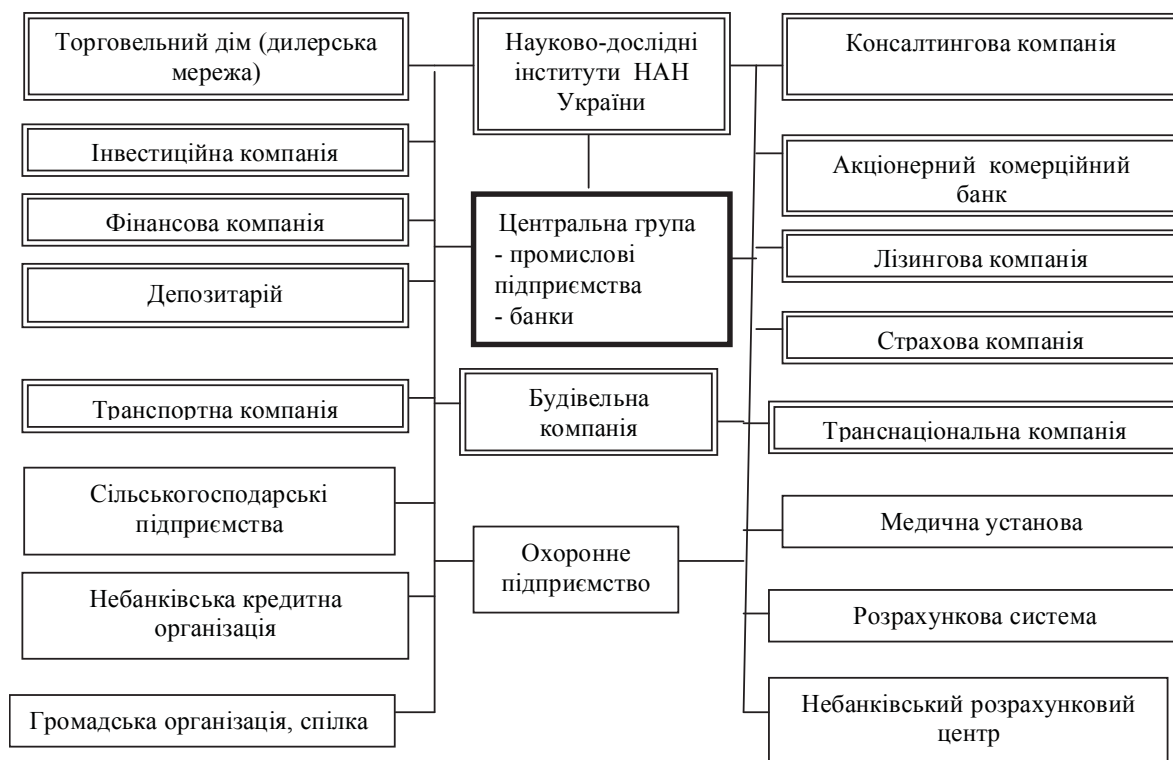 Торговельний дім (дилерська
мережа)
Науково-дослідні
інститути НАН
України
Консалтингова компанія
Інвестиційна компанія
Акціонерний комерційний
банк
Фінансова компанія
Центральна група
- промислові
підприємства
- банки
Лізингова компанія
Депозитарій
Страхова компанія
Транспортна компанія
Будівельна
компанія
Транснаціональна компанія
Сільськогосподарські
підприємства
Медична установа
Охоронне
підприємство
Небанківська кредитна
організація
Розрахункова система
Громадська організація, спілка
Небанківський розрахунковий
центр